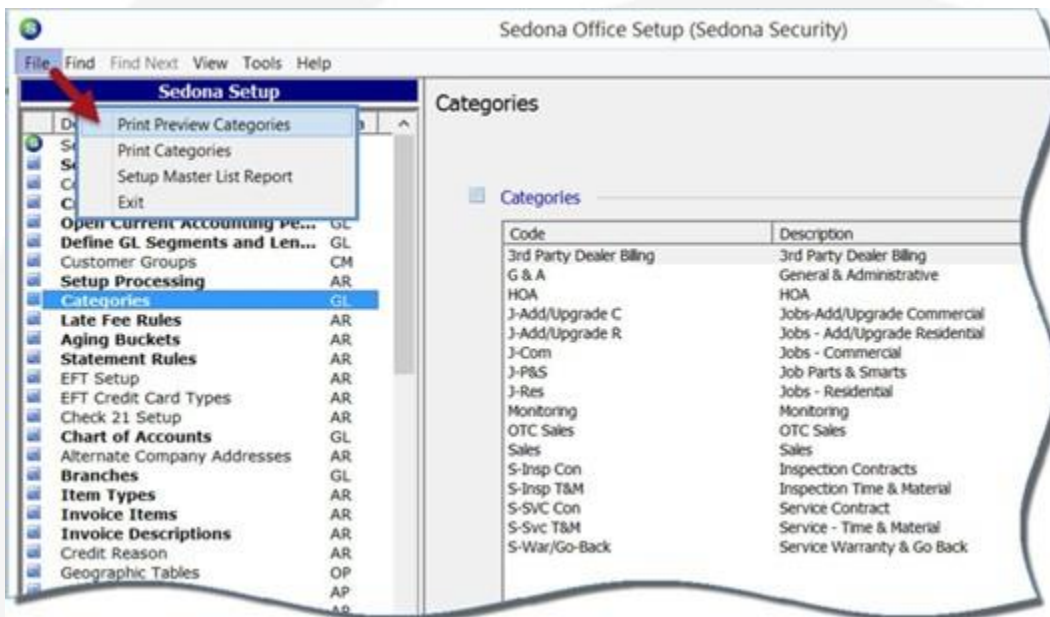 Sedona Office Setup (Sedona Security)
File Find Find Next View Tools Help
Sedona Setup
Print Preview Categories
Print Categories
Setup Master List Report
Exit
Open Current Accounting Pe... GL
Define GL Segments and Len... GL
Customer Groups CM
Setup Processing AR
Categories GL
Late Fee Rules AR
Aging Buckets AR
Statement Rules AR
EFT Setup AR
EFT Credit Card Types AR
Check 21 Setup AR
Chart of Accounts GL
Alternate Company Addresses AR
Branches GL
Item Types AR
Invoice Items AR
Invoice Descriptions AR
Credit Reason AR
Geographic Tables OP
AP
AR
Categories
Categories
Code Description
3rd Party Dealer Billing 3rd Party Dealer Billing
G & A General & Administrative
HOA HOA
J-Add/Upgrade C Jobs-Add/Upgrade Commercial
J-Add/Upgrade R Jobs - Add/Upgrade Residential
J-Com Jobs - Commercial
J-P&S Job Parts & Smarts
J-Res Jobs - Residential
Monitoring Monitoring
OTC Sales OTC Sales
Sales Sales
S-Insp Con Inspection Contracts
S-Insp T&M Inspection Time & Material
S-SVC Con Service Contract
S-Svc T&M Service - Time & Material
S-War/Go-Back Service Warranty & Go Back